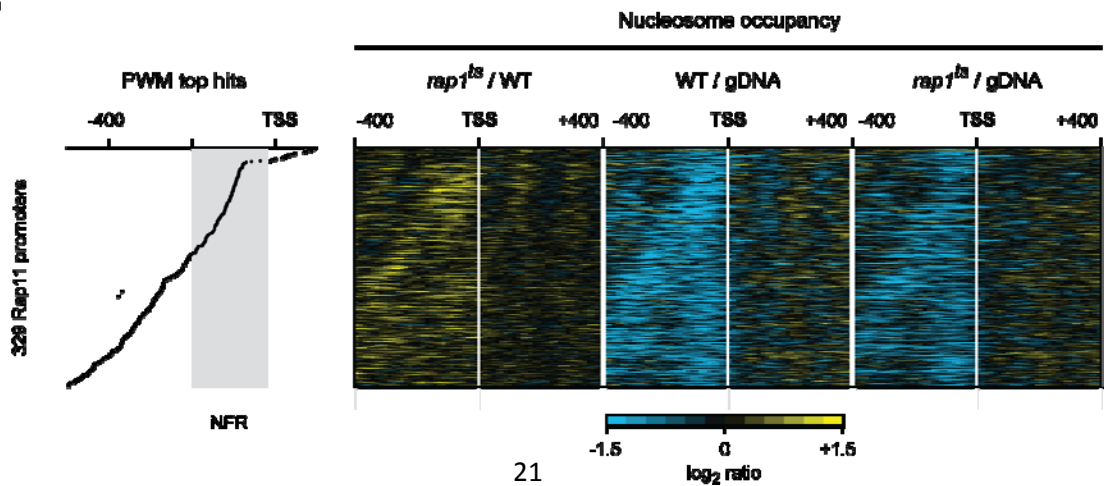 Nucleosome occupancy
PWM top hits
rap1ts / WT
WT / gDNA
rap1ts / gDNA
-400 TSS
-400 TSS +400
-400 TSS +400
-400 TSS +400
329 Rap11 promoters
NFR
-1.5 0 +1.5
log2 ratio
21